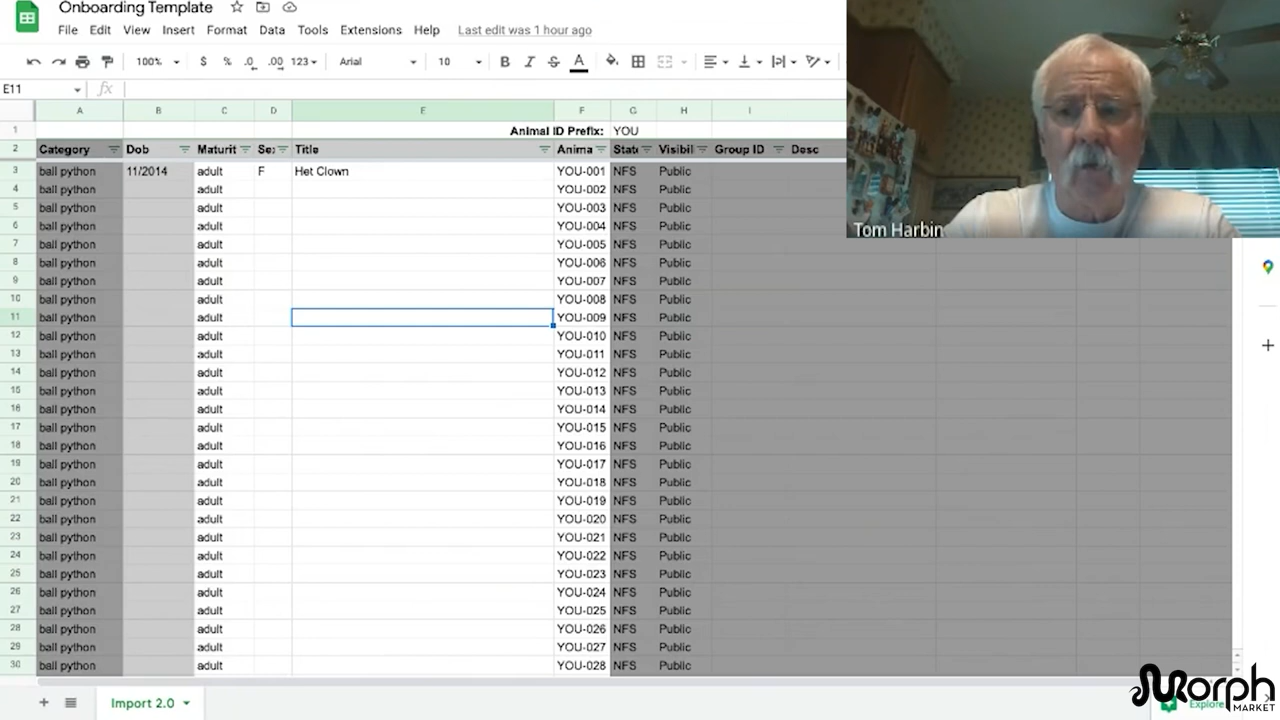 Onboarding Template
File Edit View Insert Format Data Tools Extensions Help Last edit was 1 hour ago
100% $ % .0 .00 123 Arial 10 B I S A
E11 fx
A B C D E F G H I
1 Animal ID Prefix: YOU
2 Category Dob Maturit Se: Title Anima State Visibil Group ID Desc
3 ball python 11/2014 adult F Het Clown YOU-001 NFS Public
4 ball python adult YOU-002 NFS Public
5 ball python adult YOU-003 NFS Public
6 ball python adult YOU-004 NFS Public
7 ball python adult YOU-005 NFS Public
8 ball python adult YOU-006 NFS Public
9 ball python adult YOU-007 NFS Public
10 ball python adult YOU-008 NFS Public
11 ball python adult YOU-009 NFS Public
12 ball python adult YOU-010 NFS Public
13 ball python adult YOU-011 NFS Public
14 ball python adult YOU-012 NFS Public
15 ball python adult YOU-013 NFS Public
16 ball python adult YOU-014 NFS Public
17 ball python adult YOU-015 NFS Public
18 ball python adult YOU-016 NFS Public
19 ball python adult YOU-017 NFS Public
20 ball python adult YOU-018 NFS Public
21 ball python adult YOU-019 NFS Public
22 ball python adult YOU-020 NFS Public
23 ball python adult YOU-021 NFS Public
24 ball python adult YOU-022 NFS Public
25 ball python adult YOU-023 NFS Public
26 ball python adult YOU-024 NFS Public
27 ball python adult YOU-025 NFS Public
28 ball python adult YOU-026 NFS Public
29 ball python adult YOU-027 NFS Public
30 ball python adult YOU-028 NFS Public
Import 2.0
Explore
Tom Harbin
Morph
MARKET